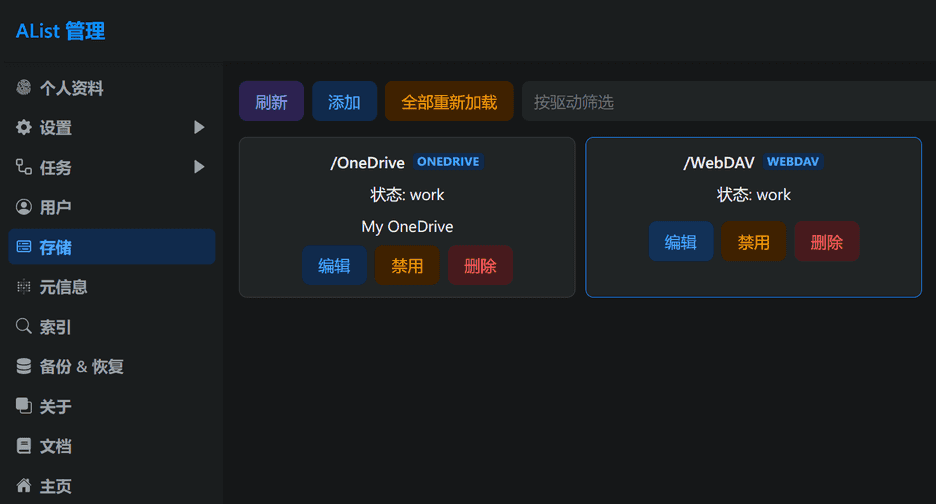 AList 管理
个人资料
设置
任务
用户
存储
元信息
索引
备份 & 恢复
关于
文档
主页
刷新 添加 全部重新加载 按驱动筛选
/OneDrive ONEDRIVE
状态: work
My OneDrive
编辑 禁用 删除
/WebDAV WEBDAV
状态: work
编辑 禁用 删除